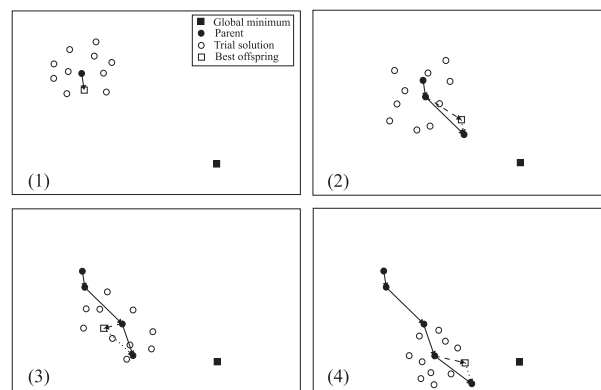 Global minimum
Parent
Trial solution
Best offspring
(1)
(2)
(3)
(4)